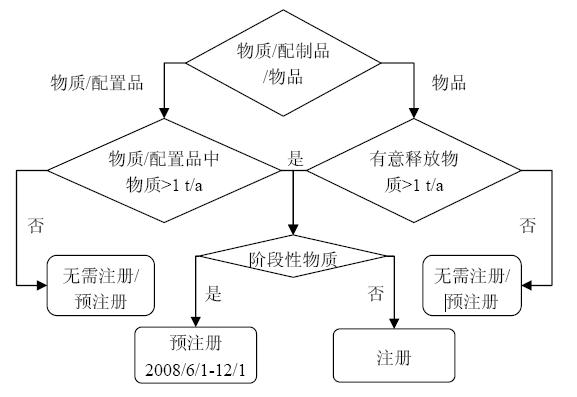 物质/配制品
/物品
物质/配置品
物品
物质/配置品中
物质>1 t/a
是
有意释放物
质>1 t/a
否
否
阶段性物质
无需注册/
预注册
无需注册/
预注册
是
否
预注册
2008/6/1-12/1
注册